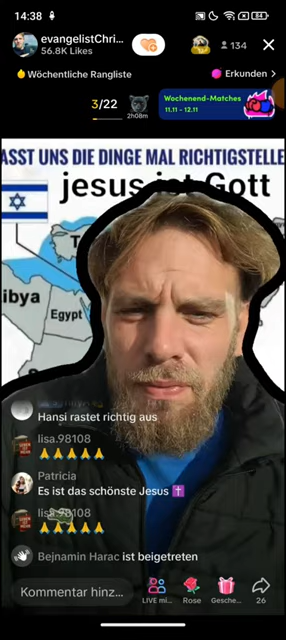 14:38
84
evangelistChri...
56.8K Likes
134
Wöchentliche Rangliste
Erkunden >
3/22
2h08m
Wochenend-Matches
11.11 - 12.11
ASST UNS DIE DINGE MAL RICHTIGSTELLE
jesus ist Gott
T
ibya
Egypt
S
Hansi rastet richtig aus
lisa.98108
🙏🙏🙏🙏🙏
Patricia
Es ist das schönste Jesus ✝️
lisa.98108
🙏🙏🙏🙏🙏
Bejnamin Harac ist beigetreten
Kommentar hinz...
LIVE mi...
Rose
Gesche...
26